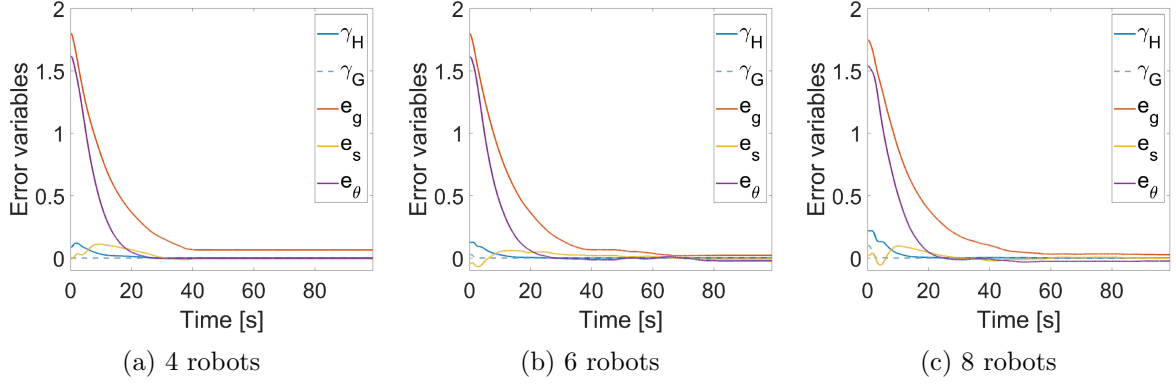 2
1.5
1
0.5
0
Error variables
0 20 40 60 80
Time [s]
γH
γG
eg
es
eθ
(a) 4 robots
2
1.5
1
0.5
0
Error variables
0 20 40 60 80
Time [s]
γH
γG
eg
es
eθ
(b) 6 robots
2
1.5
1
0.5
0
Error variables
0 20 40 60 80
Time [s]
γH
γG
eg
es
eθ
(c) 8 robots